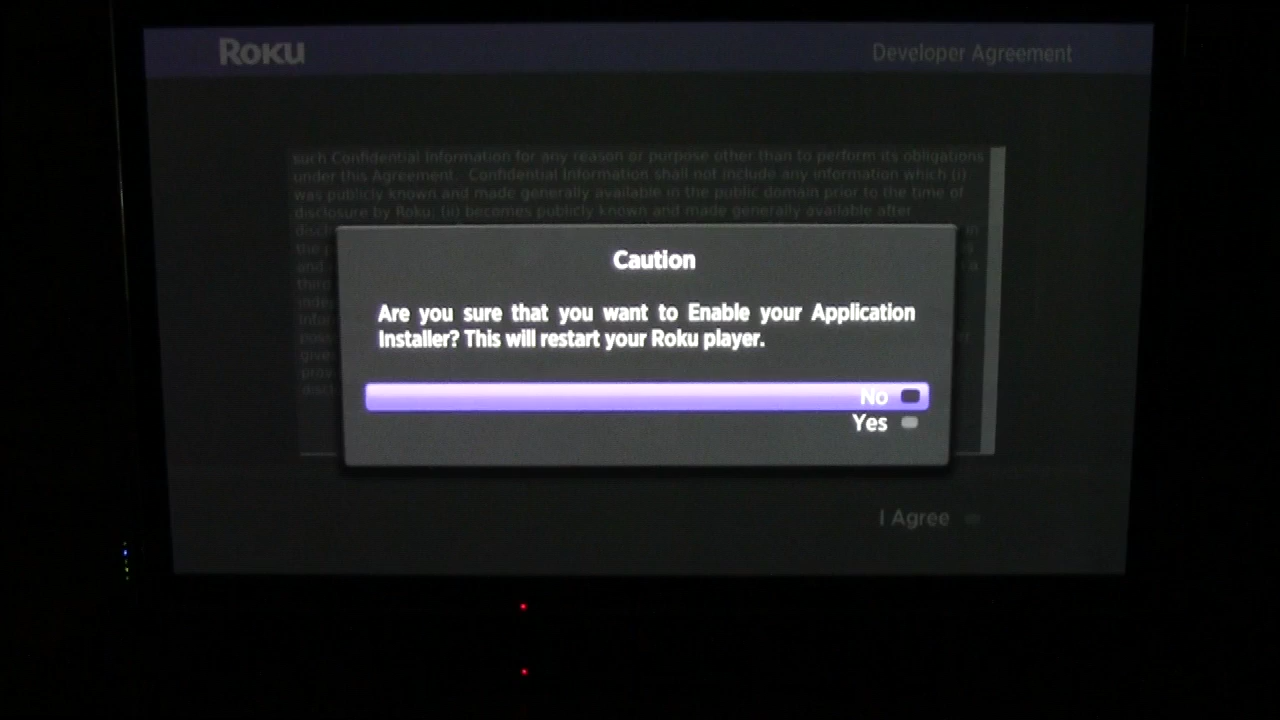 Roku
Developer Agreement
such Confidential Information for any reason or purpose other than to perform its obligations
under this Agreement. Confidential Information shall not include any information which (i)
was publicly known and made generally available in the public domain prior to the time of
disclosure by Roku; (ii) becomes publicly known and made generally available after
Caution
Are you sure that you want to Enable your Application
Installer? This will restart your Roku player.
No
Yes
I Agree